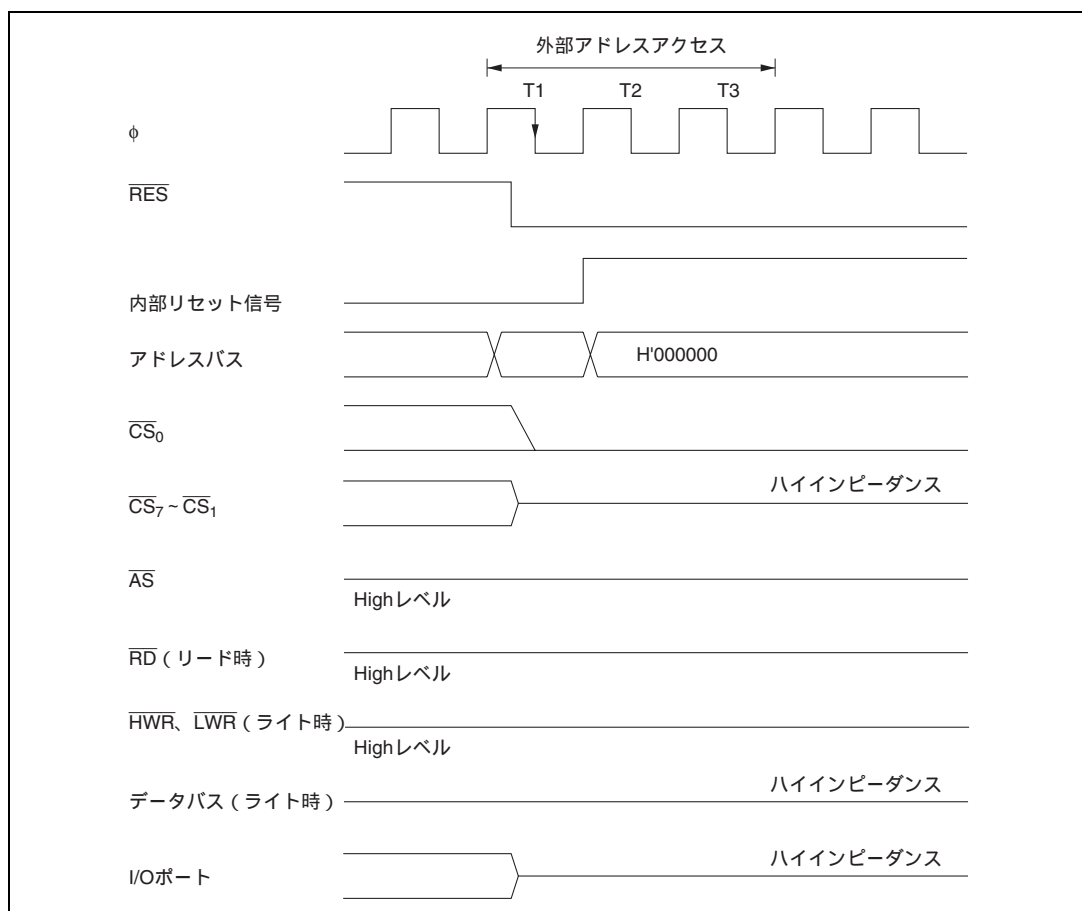 外部アドレスアクセス
T1 T2 T3
φ
RES
内部リセット信号
アドレスバス H'000000
CS0
CS7~CS1 ハイインピーダンス
AS
Highレベル
RD(リード時)
Highレベル
HWR、LWR(ライト時)
Highレベル
データバス(ライト時) ハイインピーダンス
I/Oポート ハイインピーダンス